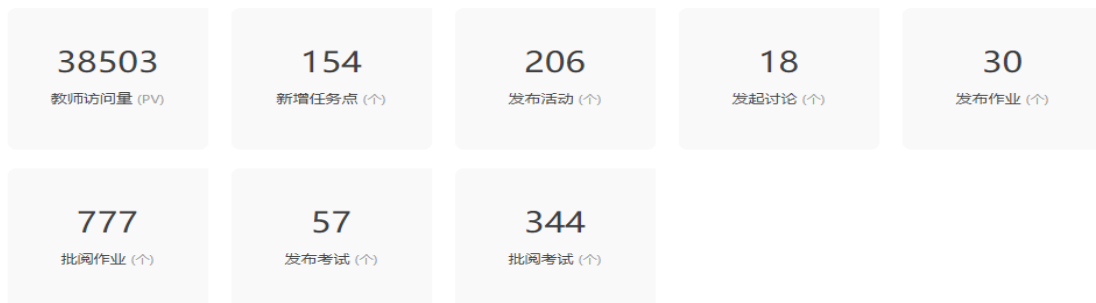 38503
教师访问量 (PV)
154
新增任务点 (个)
206
发布活动 (个)
18
发起讨论 (个)
30
发布作业 (个)
777
批阅作业 (个)
57
发布考试 (个)
344
批阅考试 (个)